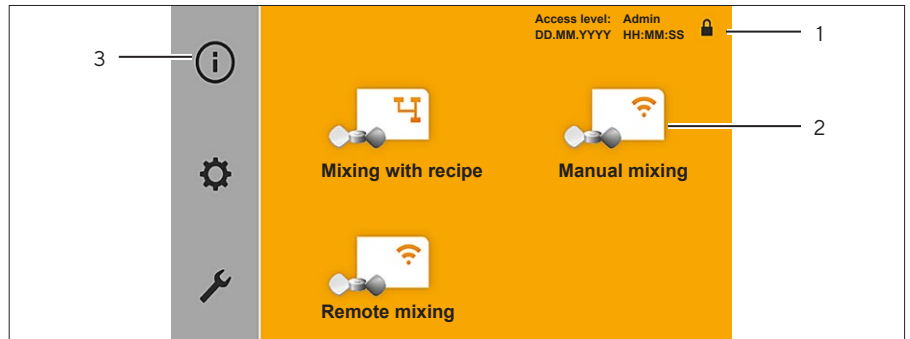 Access level: Admin
DD.MM.YYYY HH:MM:SS
1
3
2
Mixing with recipe
Manual mixing
Remote mixing